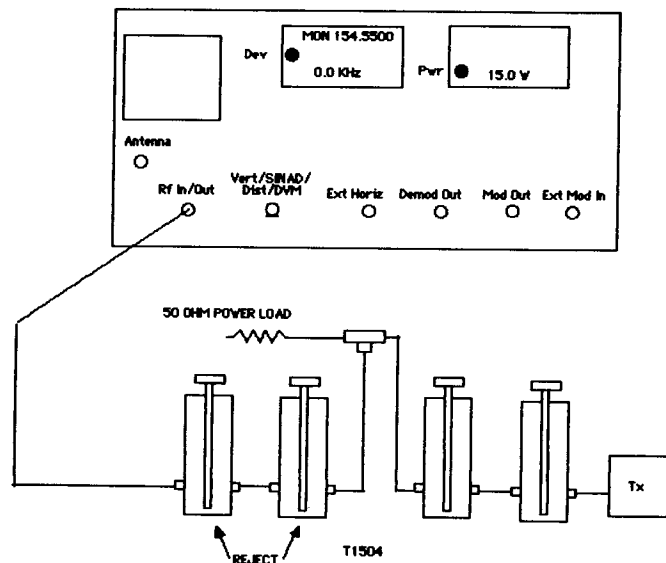 MON 154.5500
Dev
0.0 KHz
Pwr
15.0 W
Antenna
Rf In/Out
Vert/SINAD/
Dist/DVM
Ext Horiz
Demod Out
Mod Out
Ext Mod In
50 OHM POWER LOAD
Tx
REJECT
T1504